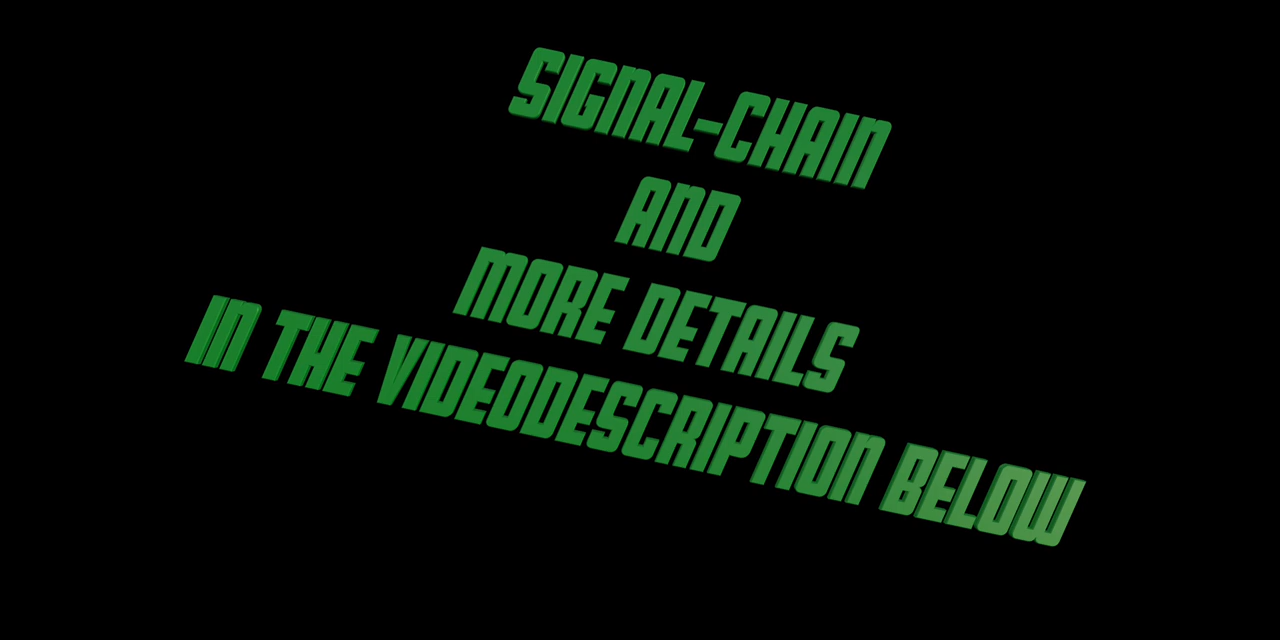 SIGNAL-CHAIN
AND
MORE DETAILS
IN THE VIDEODESCRIPTION BELOW